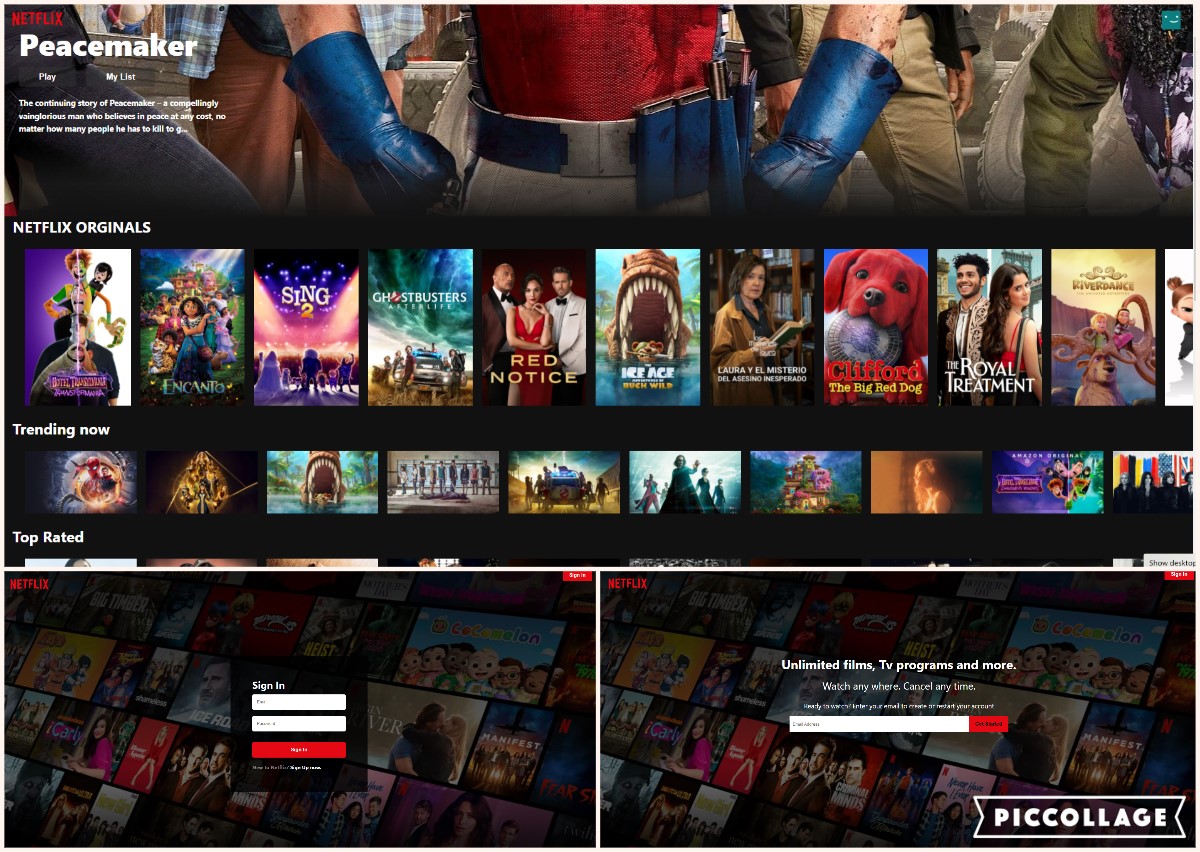 NETFLIX
Peacemaker
Play My List
The continuing story of Peacemaker – a compellingly
vainglorious man who believes in peace at any cost, no
matter how many people he has to kill to g...
NETFLIX ORGINALS
HOTEL TRANSYLVANIA
TRANSFORMANIA
ENCANTO
SING
2
GHOSTBUSTERS
AFTERLIFE
RED
NOTICE
ICE AGE
ADVENTURES OF
BUCK WILD
LAURA Y EL MISTERIO
DEL ASESINO INESPERADO
Clifford
The Big Red Dog
THE ROYAL
TREATMENT
RIVERDANCE
Trending now
AMAZON ORIGINAL
HOTEL TRANSYLVANIA
Top Rated
Show desktop
NETFLIX
Sign In
BIG TIMBER
HEIST
CoComelon
shameless
iCarly
MANIFEST
CRIMINAL
MINDS
FEAR
Sign In
Password
Sign In
New to Netflix? Sign Up now.
NETFLIX
Sign In
BIG TIMBER
HEIST
CoComelon
shameless
iCarly
MANIFEST
CRIMINAL
MINDS
Never Have
Unlimited films, Tv programs and more.
Watch any where. Cancel any time.
Ready to watch? Enter your email to create or restart your account
Email Address
Get Started
PICCOLLAGE